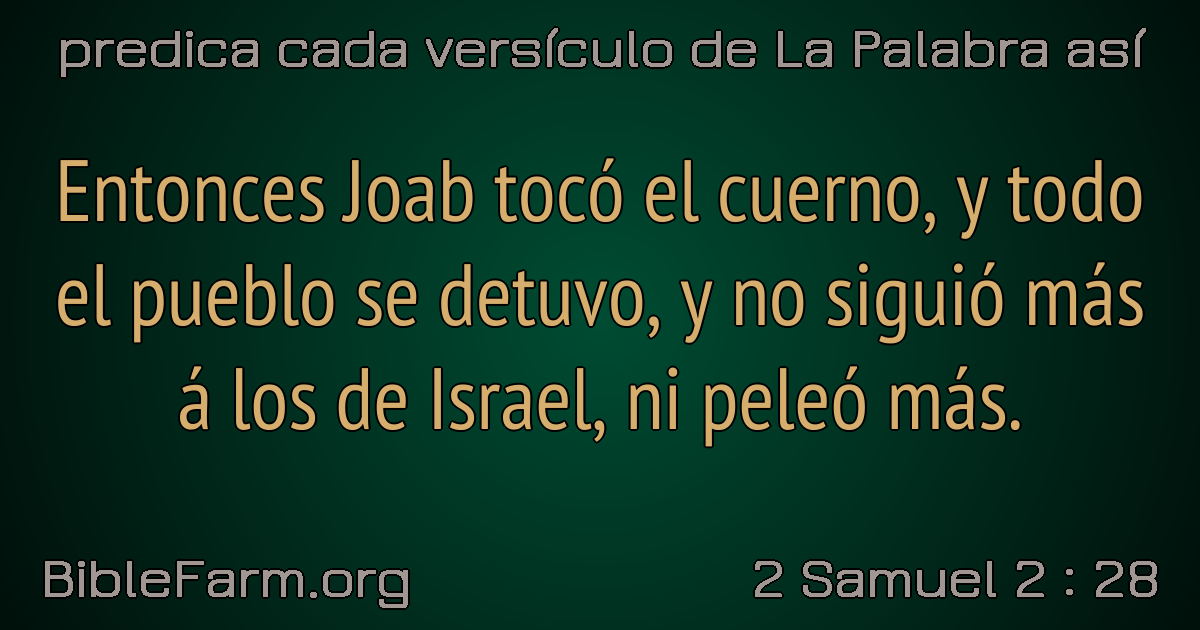 predica cada versículo de La Palabra así
Entonces Joab tocó el cuerno, y todo
el pueblo se detuvo, y no siguió más
á los de Israel, ni peleó más.
BibleFarm.org
2 Samuel 2 : 28